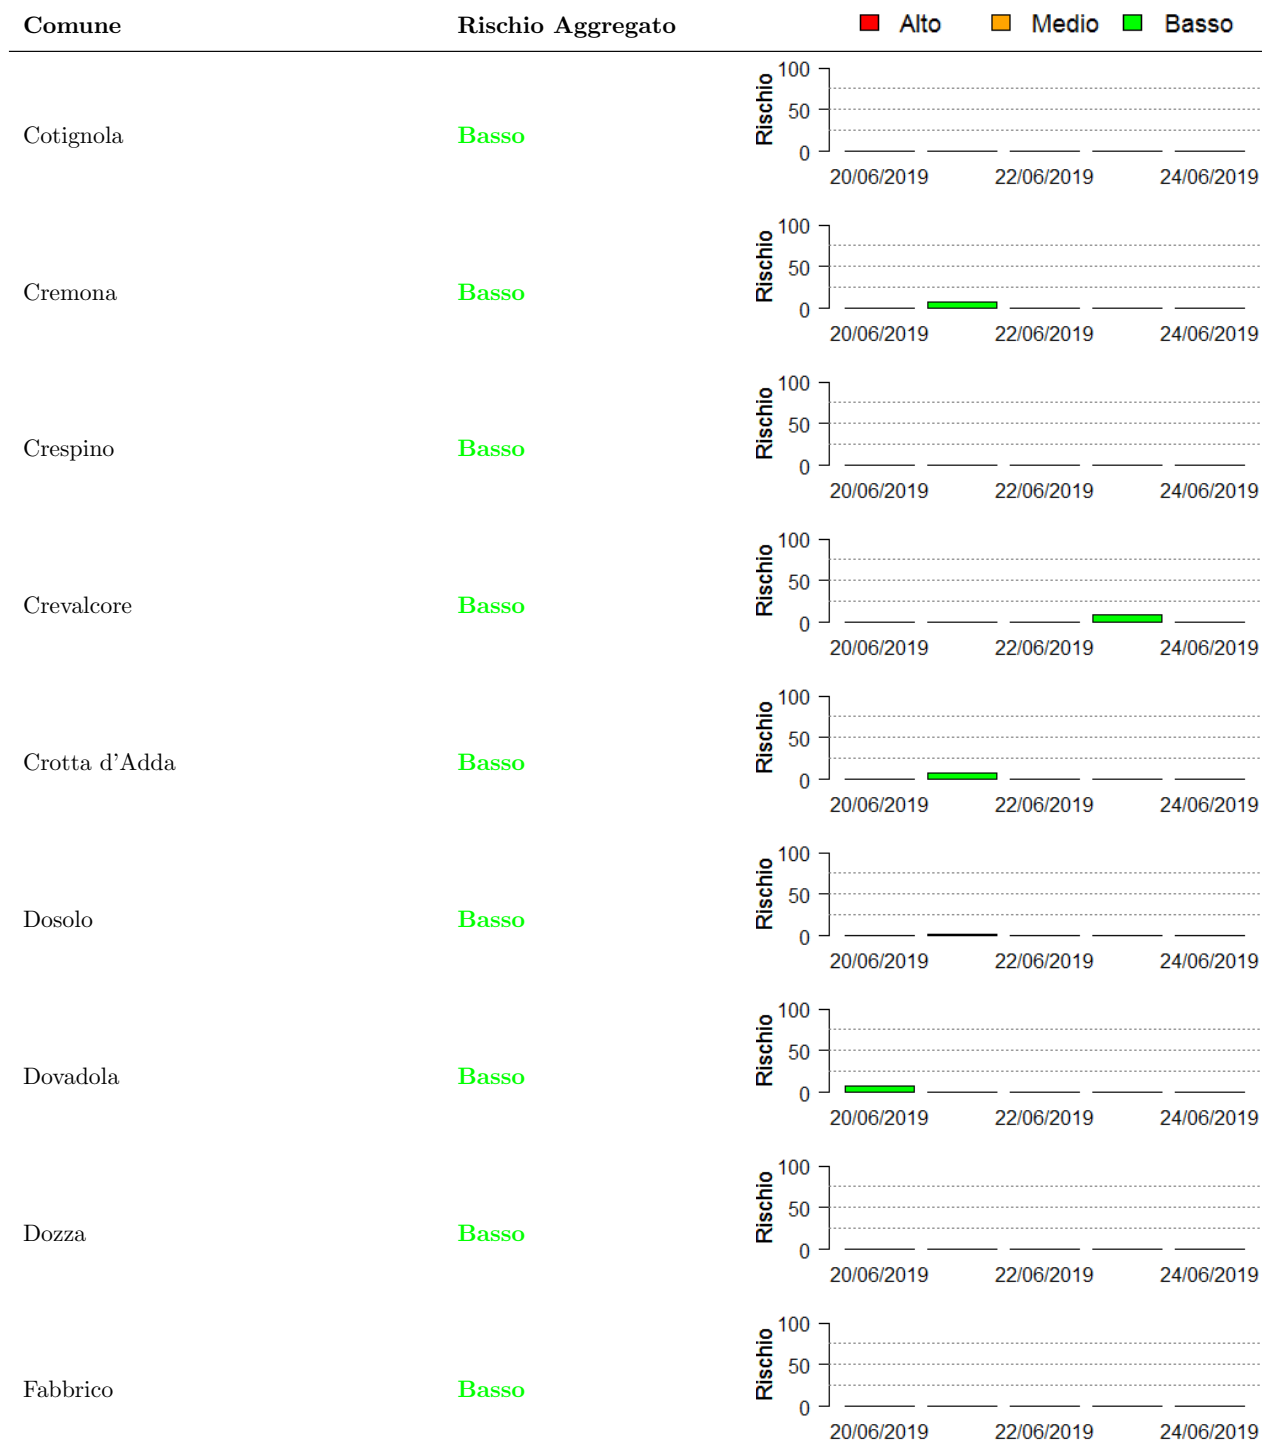 Comune Rischio Aggregato Alto Medio Basso
Cotignola Basso Rischio 100 50 0
20/06/2019 22/06/2019 24/06/2019
Cremona Basso Rischio 100 50 0
20/06/2019 22/06/2019 24/06/2019
Crespino Basso Rischio 100 50 0
20/06/2019 22/06/2019 24/06/2019
Crevalcore Basso Rischio 100 50 0
20/06/2019 22/06/2019 24/06/2019
Crotta d'Adda Basso Rischio 100 50 0
20/06/2019 22/06/2019 24/06/2019
Dosolo Basso Rischio 100 50 0
20/06/2019 22/06/2019 24/06/2019
Dovadola Basso Rischio 100 50 0
20/06/2019 22/06/2019 24/06/2019
Dozza Basso Rischio 100 50 0
20/06/2019 22/06/2019 24/06/2019
Fabbrico Basso Rischio 100 50 0
20/06/2019 22/06/2019 24/06/2019